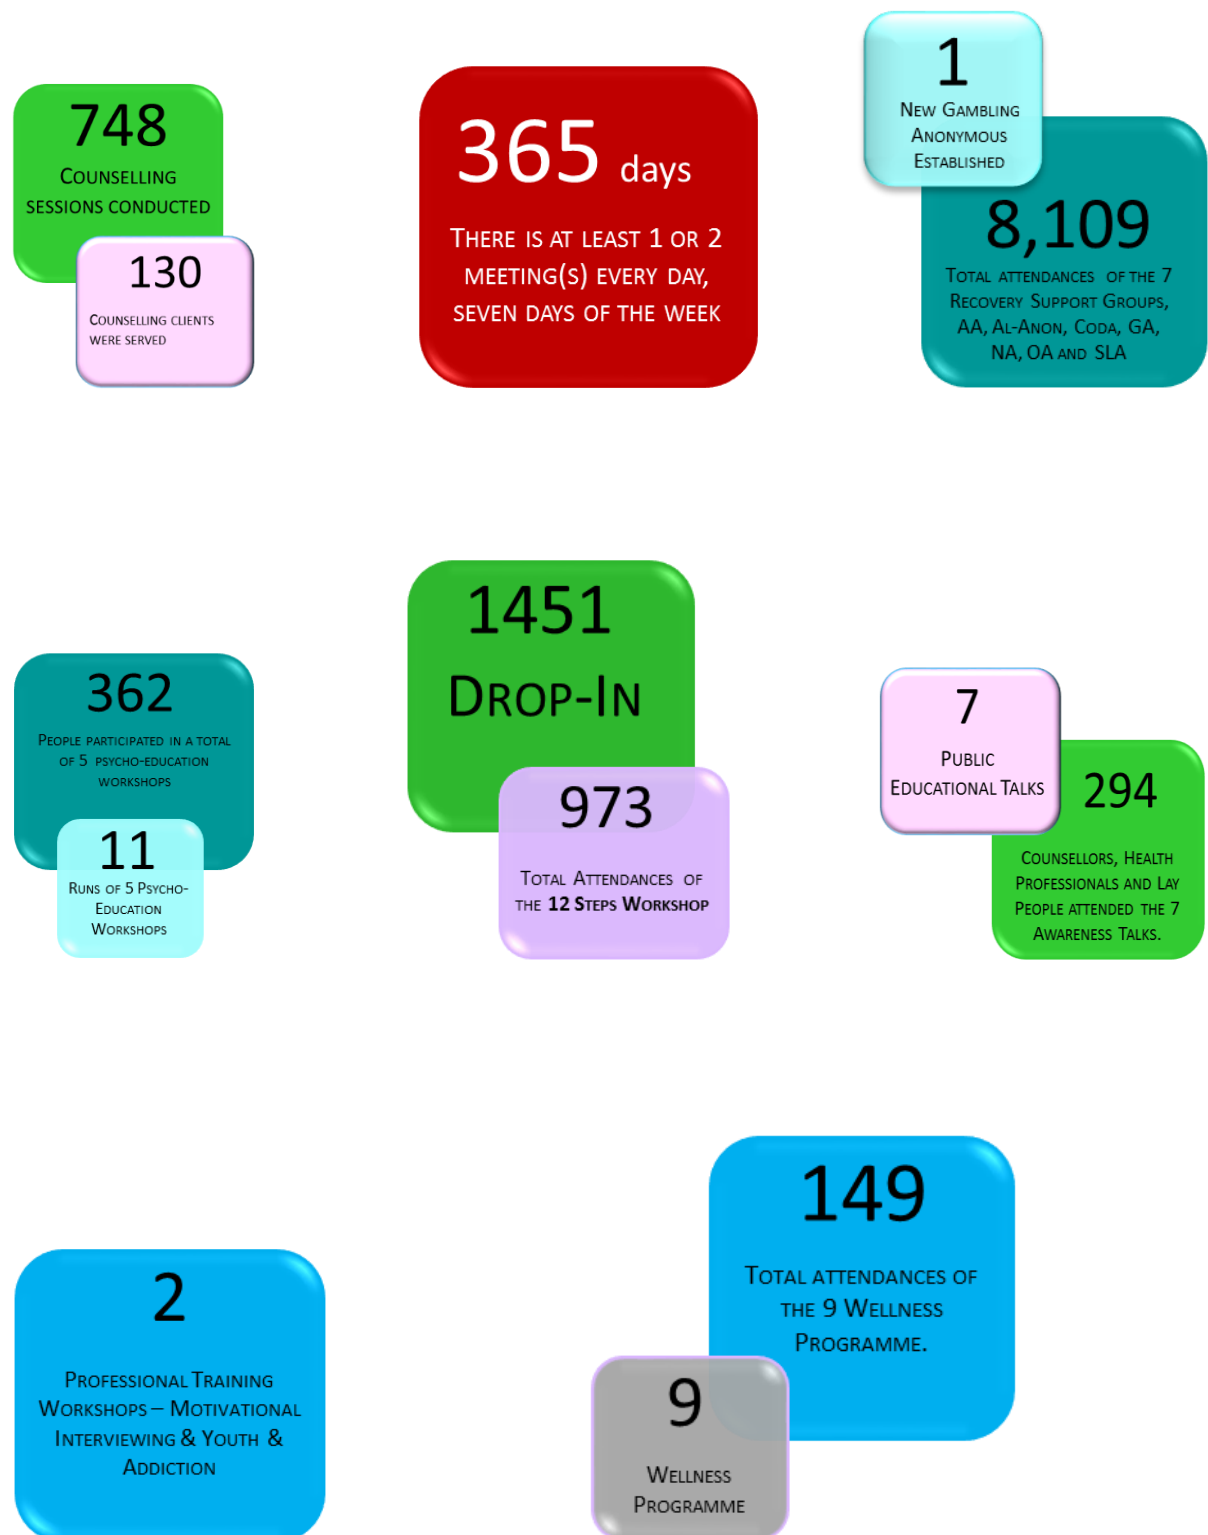 748
COUNSELLING
SESSIONS CONDUCTED
130
COUNSELLING CLIENTS
WERE SERVED
365 days
THERE IS AT LEAST 1 OR 2
MEETING(S) EVERY DAY,
SEVEN DAYS OF THE WEEK
1
NEW GAMBLING
ANONYMOUS
ESTABLISHED
8,109
TOTAL ATTENDANCES OF THE 7
RECOVERY SUPPORT GROUPS,
AA, AL-ANON, CODA, GA,
NA, OA AND SLA
362
PEOPLE PARTICIPATED IN A TOTAL
OF 5 PSYCHO-EDUCATION
WORKSHOPS
11
RUNS OF 5 PSYCHO-
EDUCATION
WORKSHOPS
1451
DROP-IN
973
TOTAL ATTENDANCES OF
THE 12 STEPS WORKSHOP
7
PUBLIC
EDUCATIONAL TALKS
294
COUNSELLORS, HEALTH
PROFESSIONALS AND LAY
PEOPLE ATTENDED THE 7
AWARENESS TALKS.
2
PROFESSIONAL TRAINING
WORKSHOPS – MOTIVATIONAL
INTERVIEWING & YOUTH &
ADDICTION
149
TOTAL ATTENDANCES OF
THE 9 WELLNESS
PROGRAMME.
9
WELLNESS
PROGRAMME